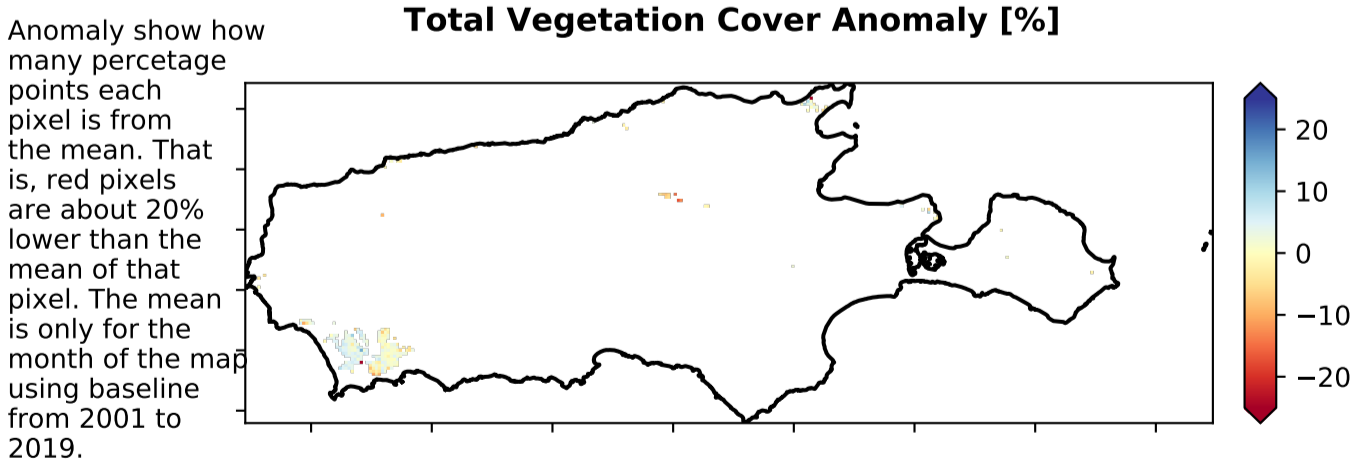 Total Vegetation Cover Anomaly [%]
Anomaly show how
many percetage
points each
pixel is from
the mean. That
is, red pixels
are about 20%
lower than the
mean of that
pixel. The mean
is only for the
month of the map
using baseline
from 2001 to
2019.
20
10
0
−10
−20